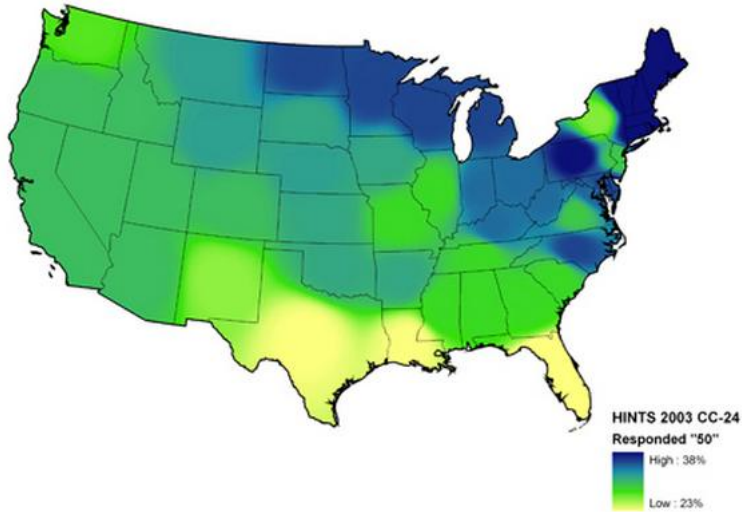 HINTS 2003 CC-24
Responded "50"
High : 38%
Low : 23%